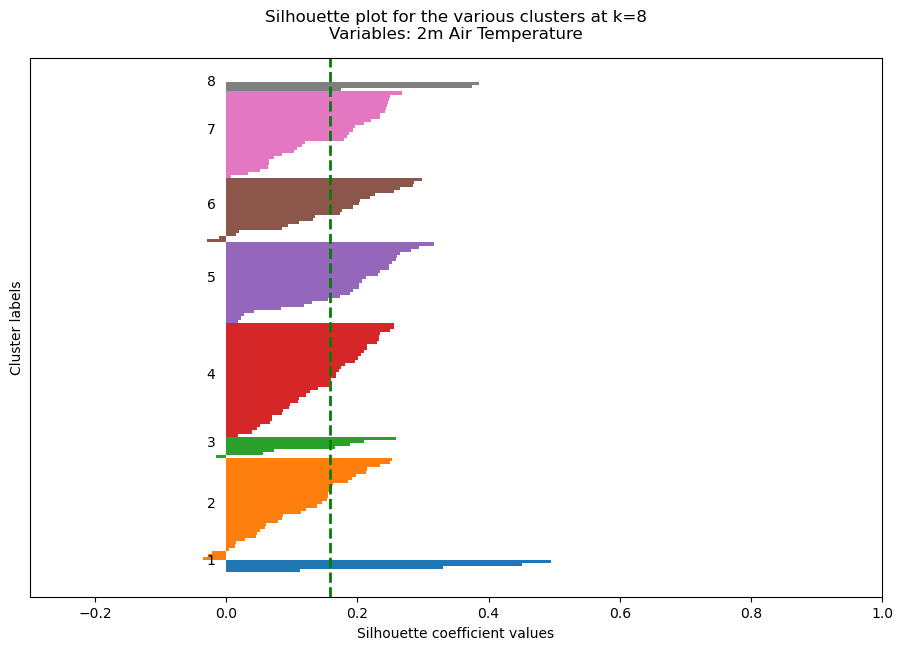 Silhouette plot for the various clusters at k=8
Variables: 2m Air Temperature
8
7
6
5
4
3
2
1
Cluster labels
−0.2 0.0 0.2 0.4 0.6 0.8 1.0
Silhouette coefficient values